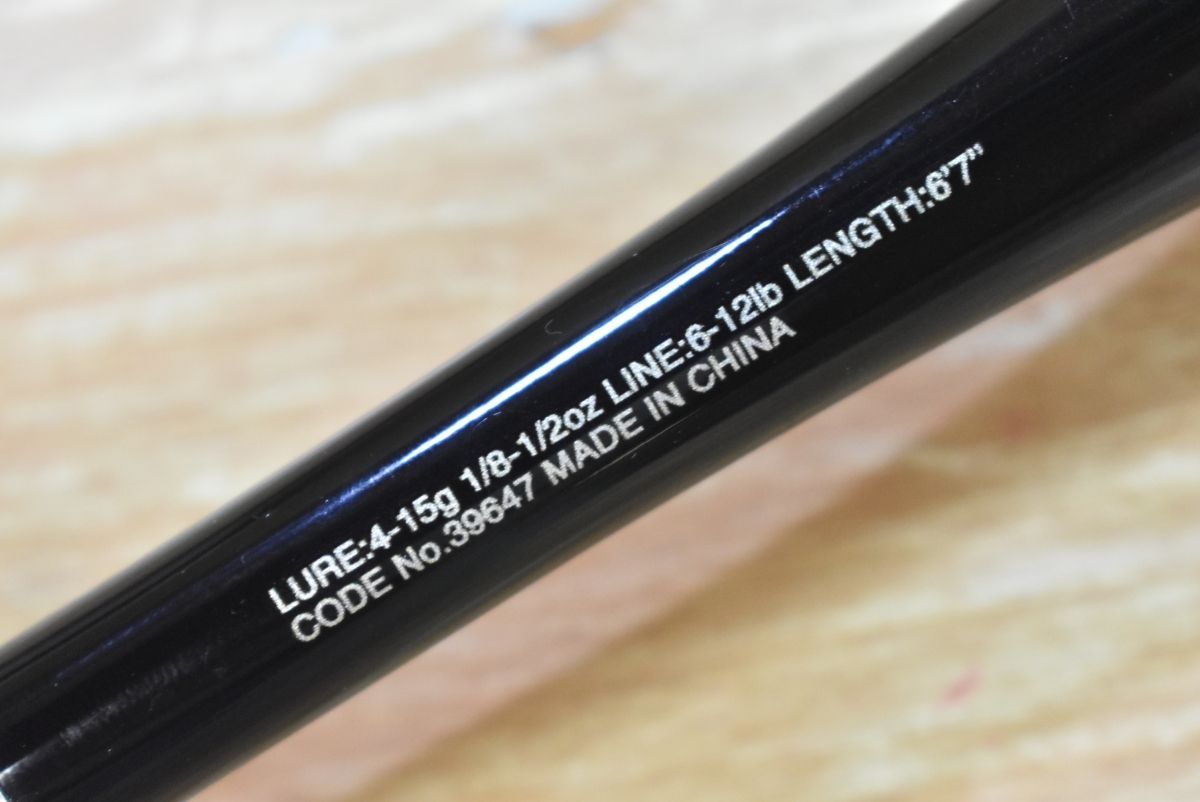 LURE:4-15g 1/8-1/2oz LINE:6-12lb LENGTH:6'7"
CODE No.39647 MADE IN CHINA